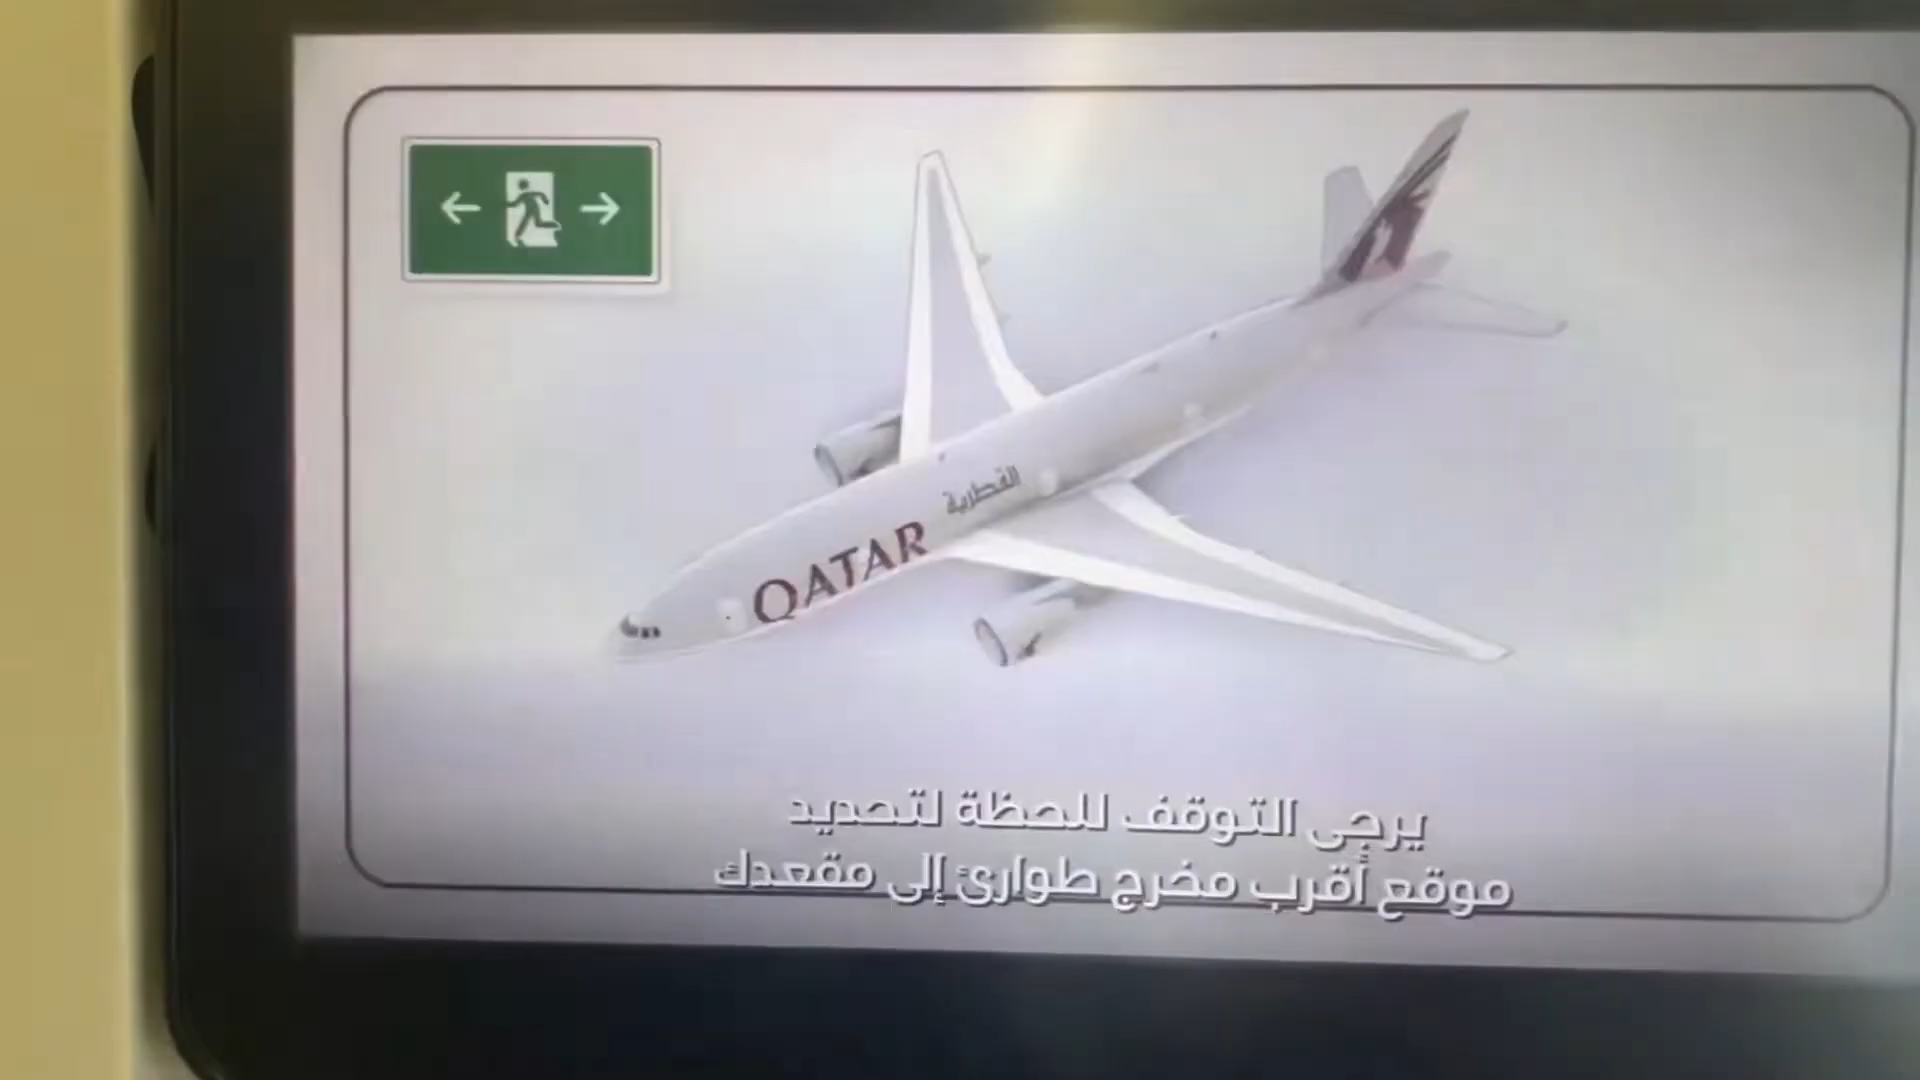 القطرية
QATAR
يرجى التوقف للحظة لتحديد
موقع أقرب مخرج طوارئ إلى مقعدك